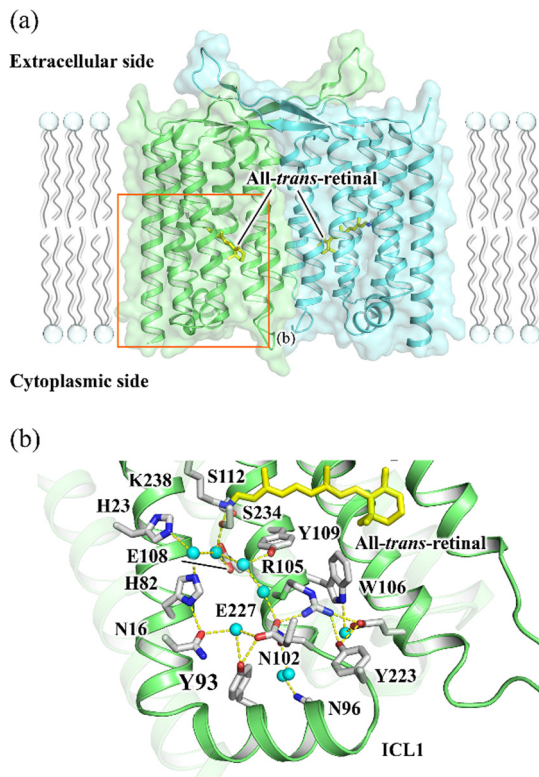 (a)
Extracellular side
All-trans-retinal
(b)
Cytoplasmic side
(b)
K238
S112
H23
S234
Y109
E108
R105
All-trans-retinal
H82
W106
E227
N16
N102
Y93
Y223
N96
ICL1